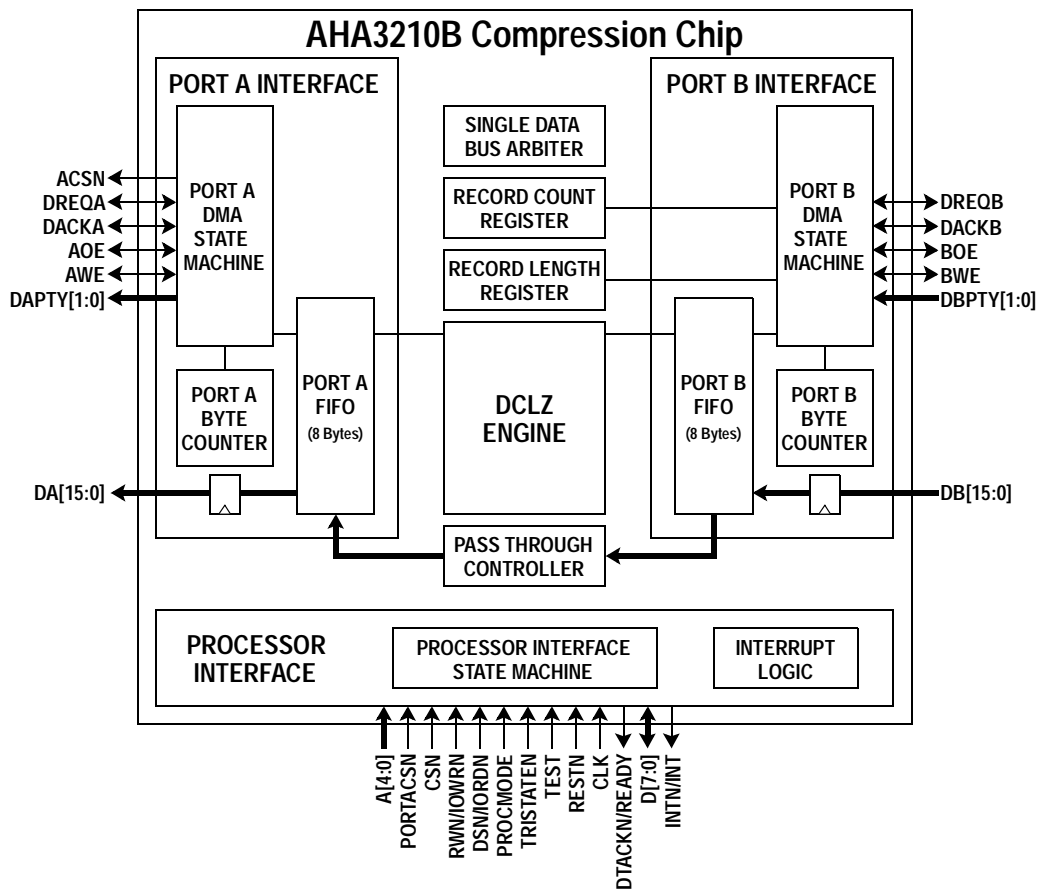 AHA3210B Compression Chip
PORT A INTERFACE
PORT B INTERFACE
SINGLE DATA
BUS ARBITER
PORT A
DMA
STATE
MACHINE
RECORD COUNT
REGISTER
PORT B
DMA
STATE
MACHINE
RECORD LENGTH
REGISTER
ACSN
DREQA
DACKA
AOE
AWE
DAPTY[1:0]
DREQB
DACKB
BOE
BWE
DBPTY[1:0]
PORT A
BYTE
COUNTER
PORT A
FIFO
(8 Bytes)
DCLZ
ENGINE
PORT B
FIFO
(8 Bytes)
PORT B
BYTE
COUNTER
DA[15:0]
DB[15:0]
PASS THROUGH
CONTROLLER
PROCESSOR
INTERFACE
PROCESSOR INTERFACE
STATE MACHINE
INTERRUPT
LOGIC
A[4:0]
PORTACSN
CSN
RWN/IOWRN
DSN/IORDN
PROCMODE
TRISTATEN
TEST
RESTN
CLK
DTACKN/READY
D[7:0]
INTN/INT